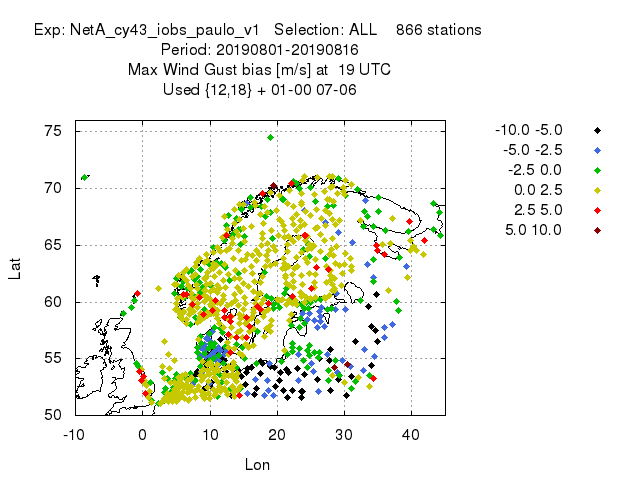 Exp: NetA_cy43_iobs_paulo_v1 Selection: ALL 866 stations
Period: 20190801-20190816
Max Wind Gust bias [m/s] at 19 UTC
Used {12,18} + 01-00 07-06
-10.0 -5.0
-5.0 -2.5
-2.5 0.0
0.0 2.5
2.5 5.0
5.0 10.0
75
70
65
60
55
50
Lat
-10 0 10 20 30 40
Lon